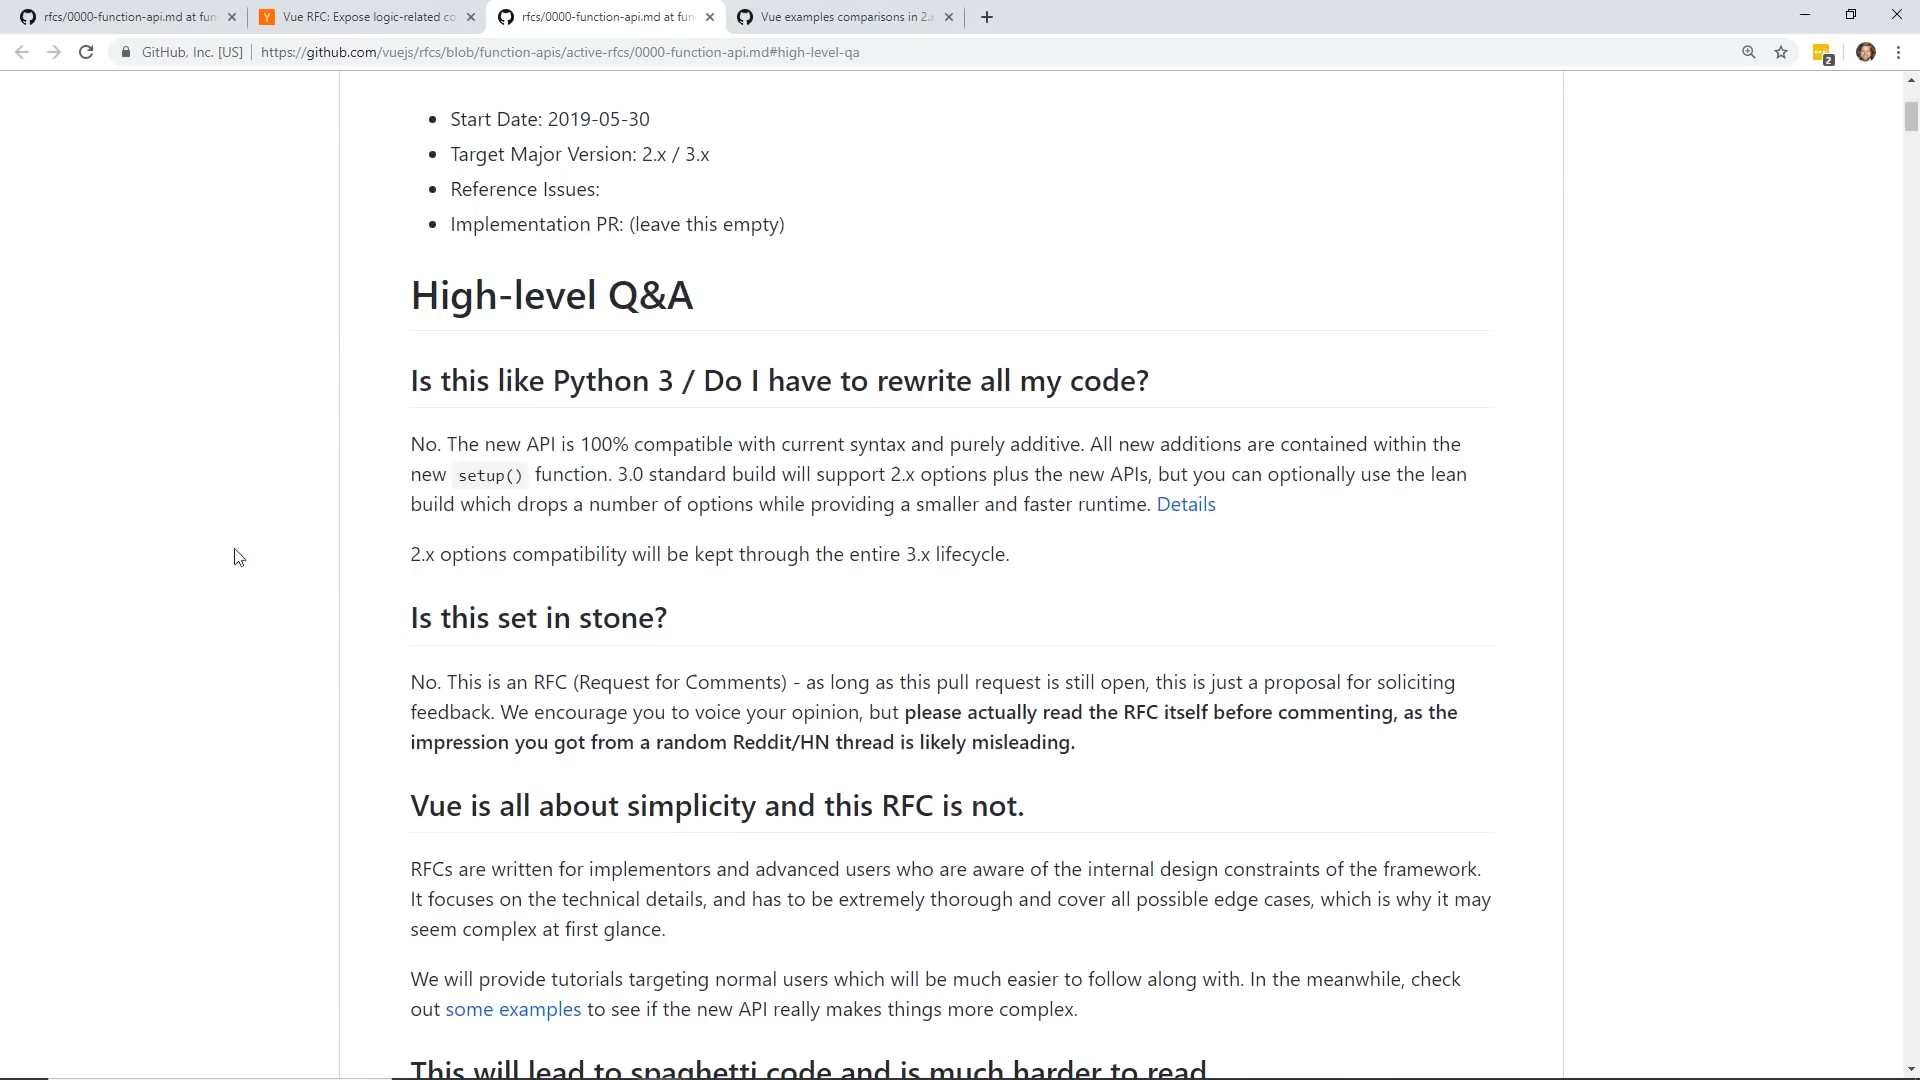 rfcs/0000-function-api.md at fun
Vue RFC: Expose logic-related co
rfcs/0000-function-api.md at fun
Vue examples comparisons in 2.
GitHub, Inc. [US]
https://github.com/vuejs/rfcs/blob/function-apis/active-rfcs/0000-function-api.md#high-level-qa
2
Start Date: 2019-05-30
Target Major Version: 2.x / 3.x
Reference Issues:
Implementation PR: (leave this empty)
High-level Q&A
Is this like Python 3 / Do I have to rewrite all my code?
No. The new API is 100% compatible with current syntax and purely additive. All new additions are contained within the
new setup() function. 3.0 standard build will support 2.x options plus the new APIs, but you can optionally use the lean
build which drops a number of options while providing a smaller and faster runtime. Details
2.x options compatibility will be kept through the entire 3.x lifecycle.
Is this set in stone?
No. This is an RFC (Request for Comments) - as long as this pull request is still open, this is just a proposal for soliciting
feedback. We encourage you to voice your opinion, but please actually read the RFC itself before commenting, as the
impression you got from a random Reddit/HN thread is likely misleading.
Vue is all about simplicity and this RFC is not.
RFCs are written for implementors and advanced users who are aware of the internal design constraints of the framework.
It focuses on the technical details, and has to be extremely thorough and cover all possible edge cases, which is why it may
seem complex at first glance.
We will provide tutorials targeting normal users which will be much easier to follow along with. In the meanwhile, check
out some examples to see if the new API really makes things more complex.
This will lead to spaghetti code and is much harder to read